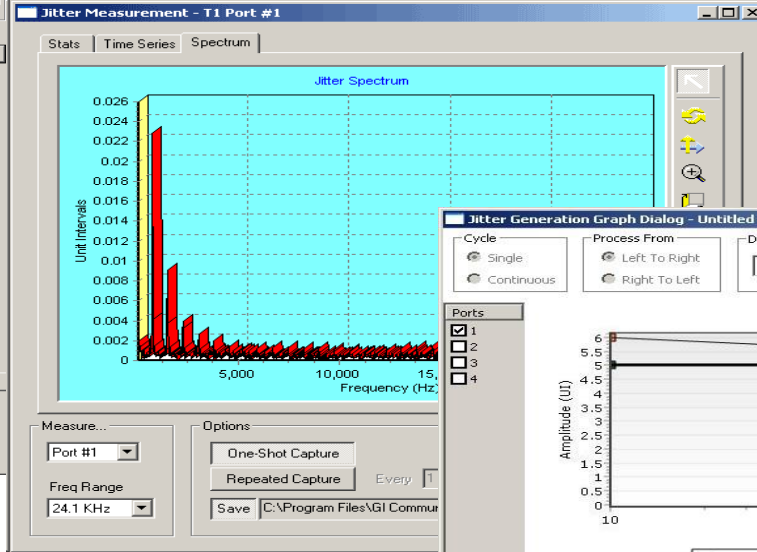 Jitter Measurement - T1 Port #1
Stats Time Series Spectrum
Jitter Spectrum
0.026
0.024
0.022
0.02
0.018
0.016
0.014
0.012
0.01
0.008
0.006
0.004
0.002
0
Unit Intervals
5,000 10,000 15,
Frequency (Hz)
Measure...
Port #1
Freq Range
24.1 KHz
Options
One-Shot Capture
Repeated Capture Every 1
Save C:\Program Files\GI Commun
Jitter Generation Graph Dialog - Untitled
Cycle
Single
Continuous
Process From
Left To Right
Right To Left
D
Ports
1
2
3
4
6
5.5
5
4.5
4
3.5
3
2.5
2
1.5
1
0.5
0
Amplitude (UI)
10